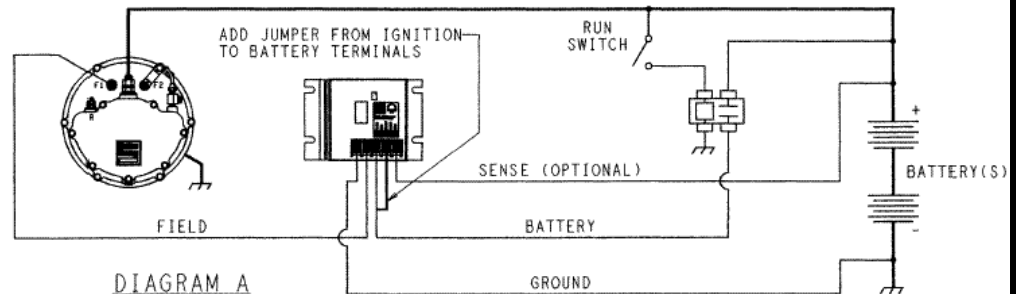 ADD JUMPER FROM IGNITION
TO BATTERY TERMINALS
RUN
SWITCH
F1
F2
R
+
SENSE (OPTIONAL)
BATTERY(S)
FIELD
BATTERY
-
DIAGRAM A
GROUND